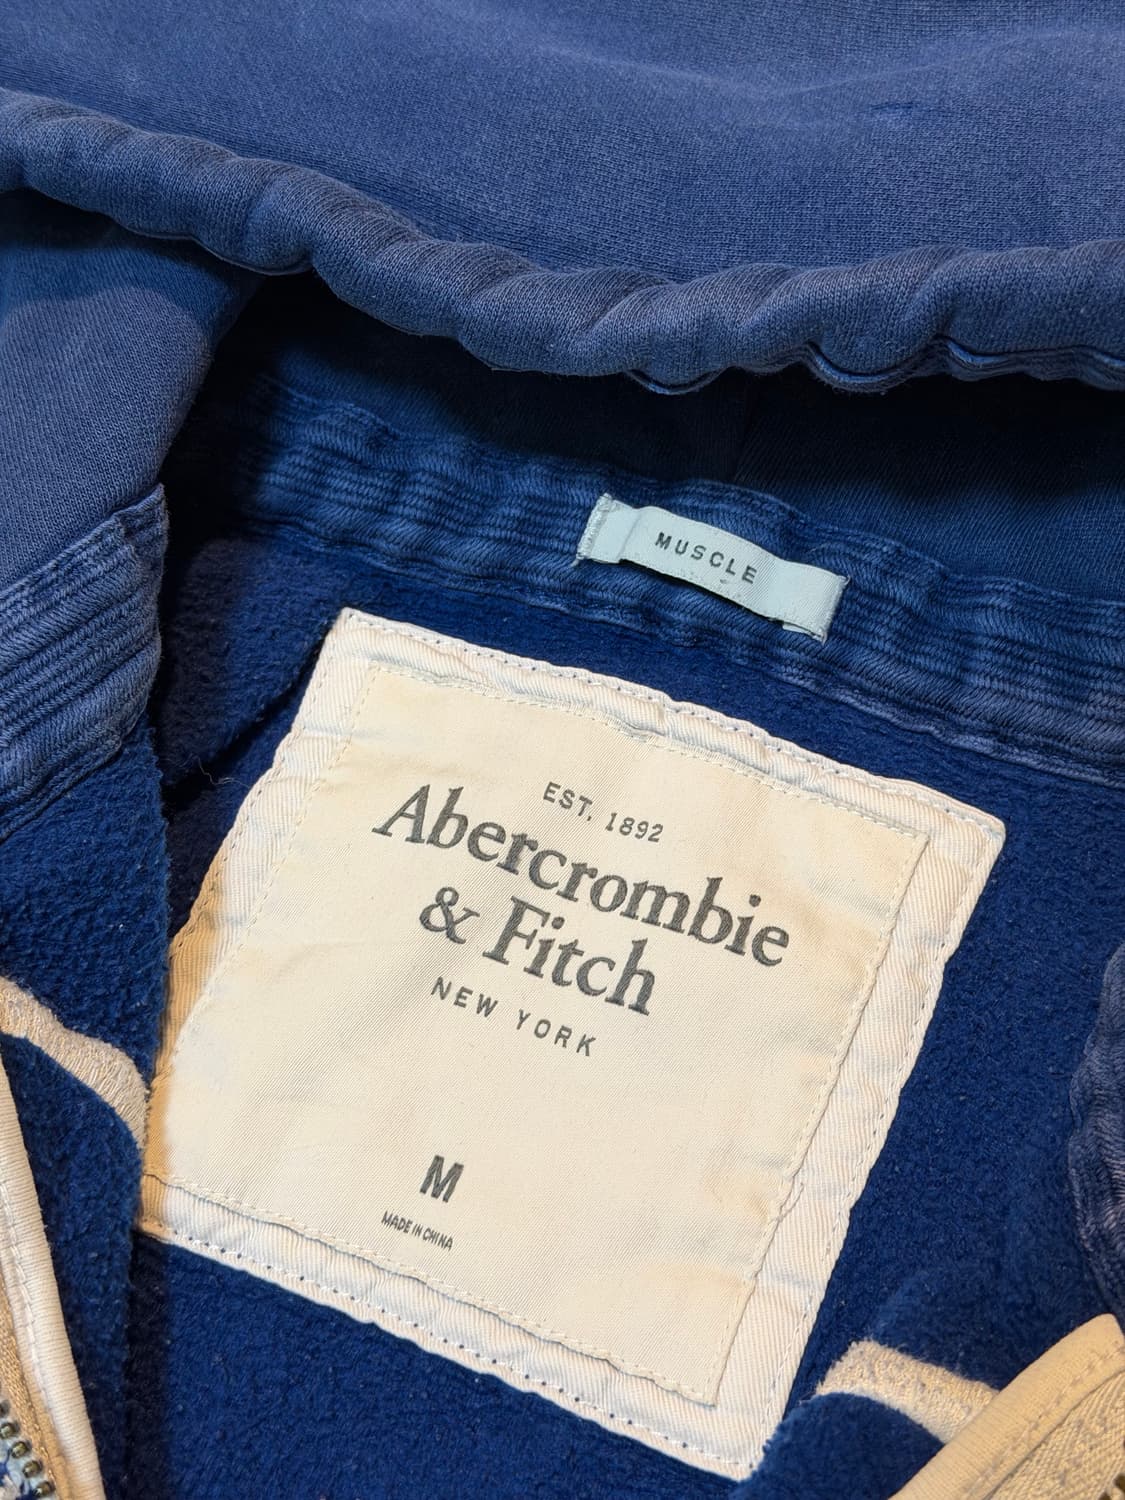 MUSCLE
EST. 1892
Abercrombie
& Fitch
NEW YORK
M
MADE IN CHINA